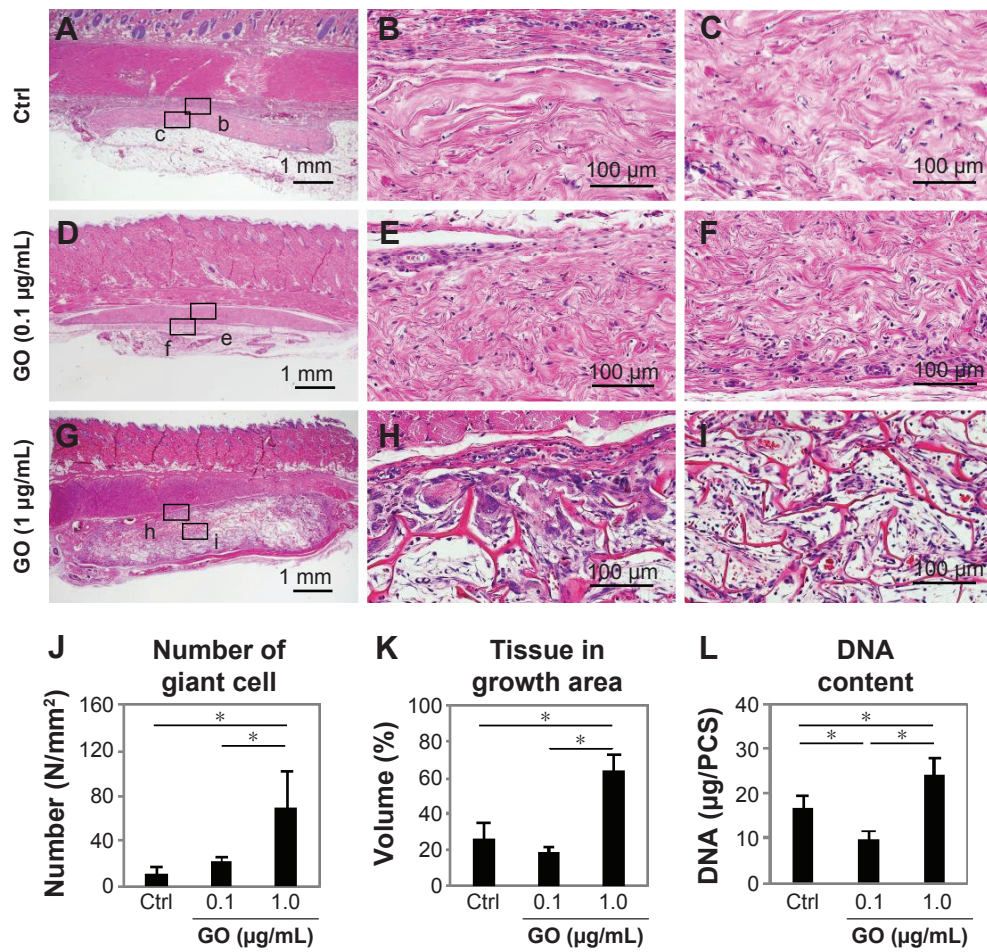 Ctrl
A
b
c
1 mm
B
100 µm
C
100 µm
GO (0.1 µg/mL)
D
f
e
1 mm
E
100 µm
F
100 µm
GO (1 µg/mL)
G
h
i
1 mm
H
100 µm
I
100 µm
J
Number of
giant cell
Number (N/mm²)
160
120
80
40
0
*
*
Ctrl
0.1
1.0
GO (µg/mL)
K
Tissue in
growth area
Volume (%)
100
80
60
40
20
0
*
*
Ctrl
0.1
1.0
GO (µg/mL)
L
DNA
content
DNA (µg/PCS)
40
30
20
10
0
*
*
*
Ctrl
0.1
1.0
GO (µg/mL)